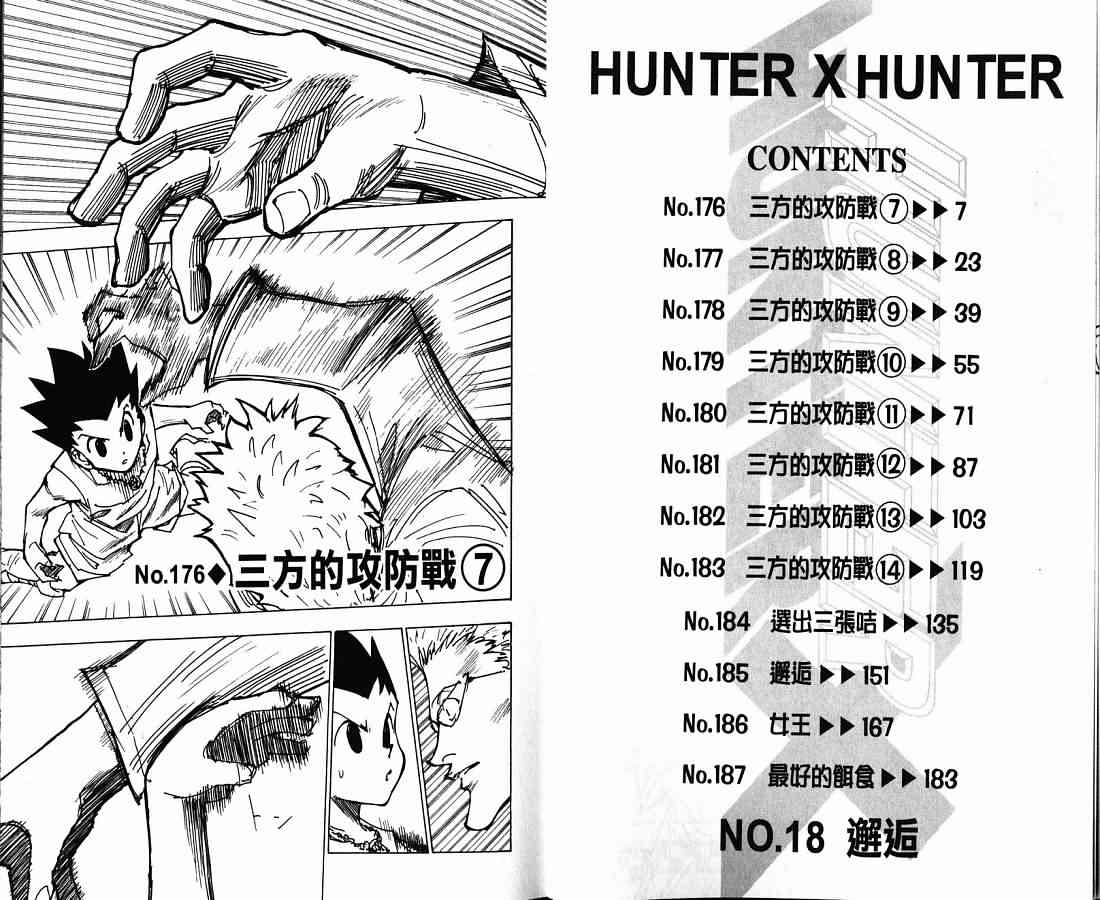 HUNTER X HUNTER
CONTENTS
No.176 三方的攻防戰⑦▶▶7
No.177 三方的攻防戰⑧▶▶23
No.178 三方的攻防戰⑨▶▶39
No.179 三方的攻防戰⑩▶▶55
No.180 三方的攻防戰⑪▶▶71
No.181 三方的攻防戰⑫▶▶87
No.182 三方的攻防戰⑬▶▶103
No.183 三方的攻防戰⑭▶▶119
No.184 選出三張咭▶▶135
No.185 邂逅▶▶151
No.186 女王▶▶167
No.187 最好的餌食▶▶183
NO.18 邂逅
No.176◆三方的攻防戰⑦